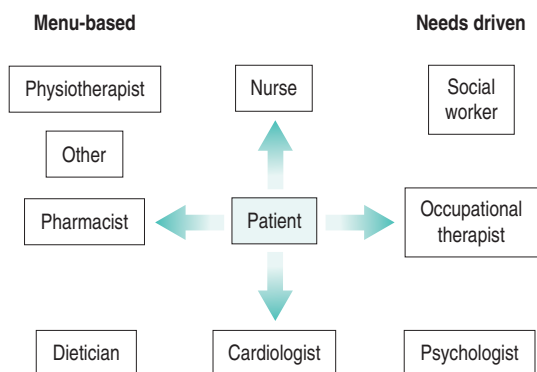 Menu-based
Needs driven
Physiotherapist
Nurse
Social
worker
Other
Pharmacist
Patient
Occupational
therapist
Dietician
Cardiologist
Psychologist